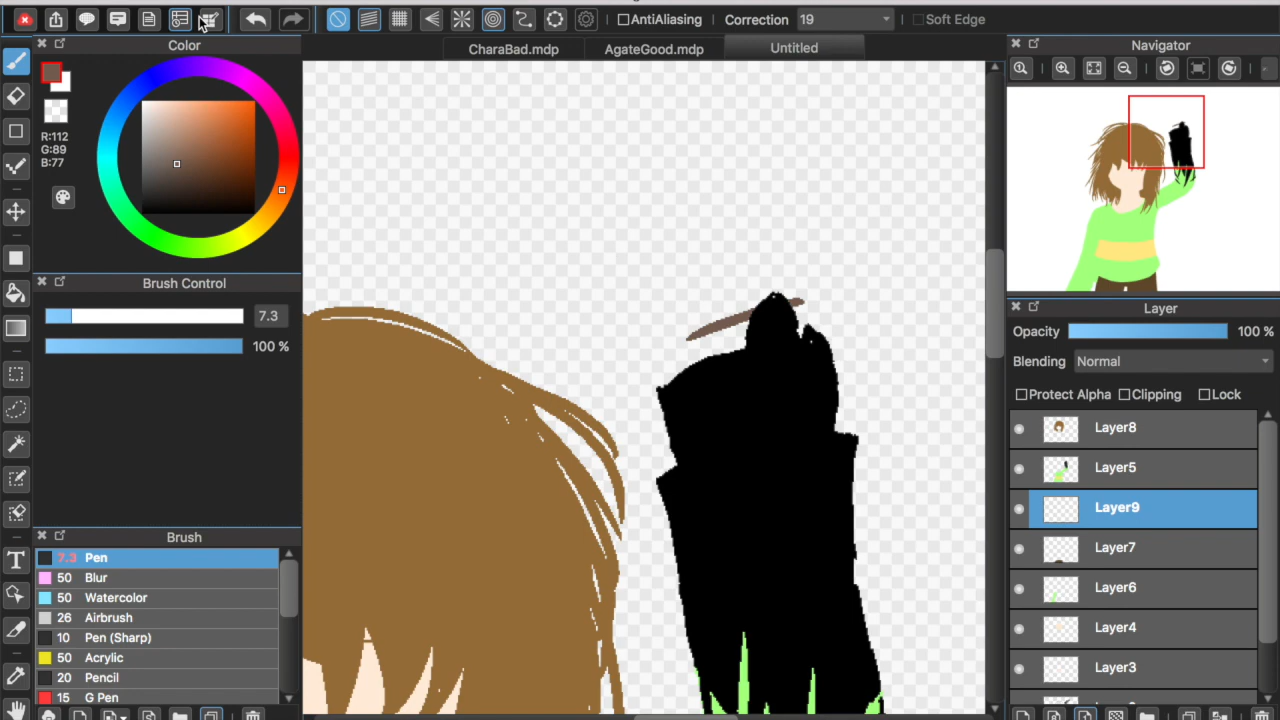 AntiAliasing
Correction
19
Soft Edge
Color
CharaBad.mdp
AgateGood.mdp
Untitled
Navigator
R:112
G:89
B:77
Brush Control
7.3
100 %
Layer
Opacity
100 %
Blending
Normal
Protect Alpha
Clipping
Lock
Layer8
Layer5
Layer9
Layer7
Layer6
Layer4
Layer3
Brush
7.3 Pen
50 Blur
50 Watercolor
26 Airbrush
10 Pen (Sharp)
50 Acrylic
20 Pencil
15 G Pen